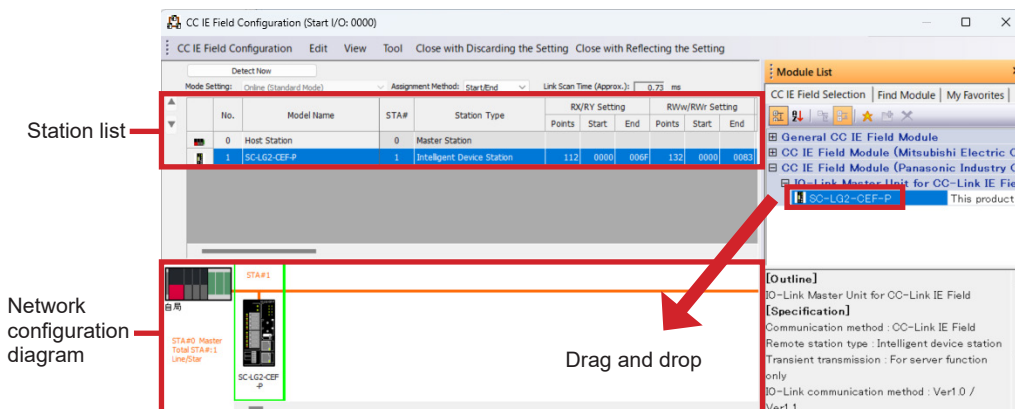 CC IE Field Configuration (Start I/O: 0000)
CC IE Field Configuration Edit View Tool Close with Discarding the Setting Close with Reflecting the Setting
Detect Now
Mode Setting: Online (Standard Mode) Assignment Method: Start/End Link Scan Time (Approx.): 0.73 ms
No. Model Name STA# Station Type RX/RY Setting RWw/RWr Setting
Points Start End Points Start End
0 Host Station 0 Master Station
1 SC-LG2-CEF-P 1 Intelligent Device Station 112 0000 006F 132 0000 0083
Station list
Module List
CC IE Field Selection Find Module My Favorites
General CC IE Field Module
CC IE Field Module (Mitsubishi Electric
CC IE Field Module (Panasonic Industry
IO-Link Master Unit for CC-Link IE
SC-LG2-CEF-P This product
Network
configuration
diagram
STA#1
自局
STA#0 Master
Total STA#:1
Line/Star
SC-LG2-CEF
-P
Drag and drop
[Outline]
IO-Link Master Unit for CC-Link IE Field
[Specification]
Communication method : CC-Link IE Field
Remote station type : Intelligent device station
Transient transmission : For server function
only
IO-Link communication method : Ver1.0 /
Ver1.1